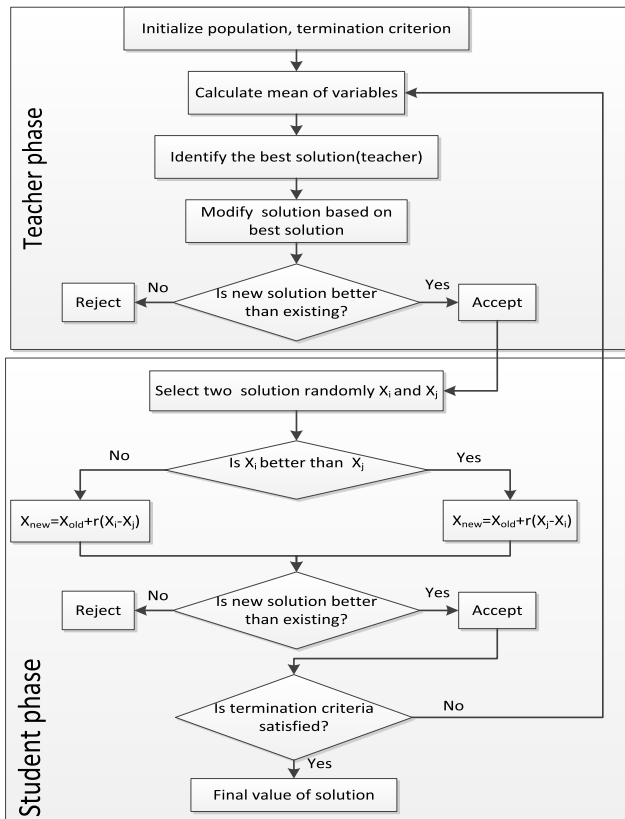 Teacher phase
Initialize population, termination criterion
Calculate mean of variables
Identify the best solution(teacher)
Modify solution based on
best solution
Is new solution better
than existing?
No
Yes
Reject
Accept
Student phase
Select two solution randomly Xi and Xj
Is Xi better than Xj
No
Yes
Xnew=Xold+r(Xi-Xj)
Xnew=Xold+r(Xj-Xi)
Is new solution better
than existing?
No
Yes
Reject
Accept
Is termination criteria
satisfied?
No
Yes
Final value of solution